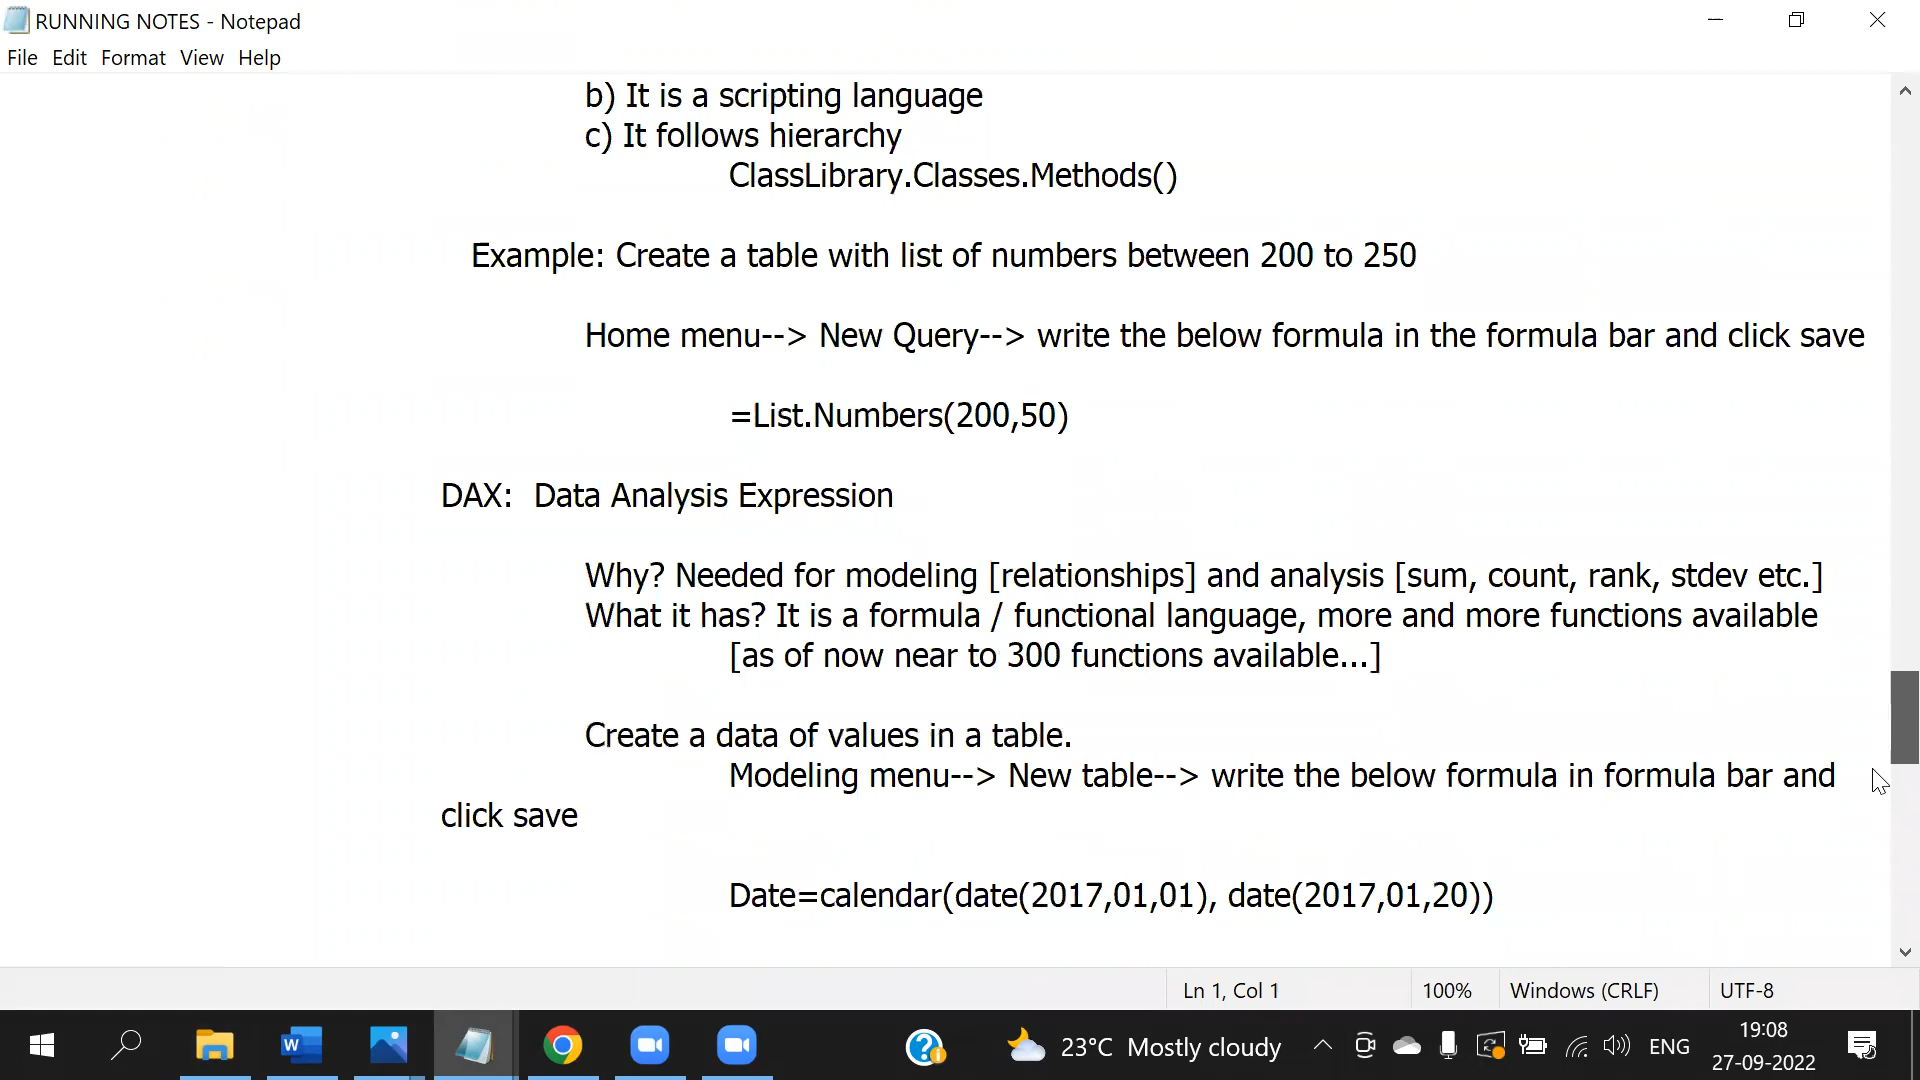 RUNNING NOTES - Notepad
File Edit Format View Help
b) It is a scripting language
c) It follows hierarchy
ClassLibrary.Classes.Methods()
Example: Create a table with list of numbers between 200 to 250
Home menu--> New Query--> write the below formula in the formula bar and click save
=List.Numbers(200,50)
DAX: Data Analysis Expression
Why? Needed for modeling [relationships] and analysis [sum, count, rank, stdev etc.]
What it has? It is a formula / functional language, more and more functions available
[as of now near to 300 functions available...]
Create a data of values in a table.
Modeling menu--> New table--> write the below formula in formula bar and
click save
Date=calendar(date(2017,01,01), date(2017,01,20))
Ln 1, Col 1 100% Windows (CRLF) UTF-8
23°C Mostly cloudy ENG 19:08
27-09-2022